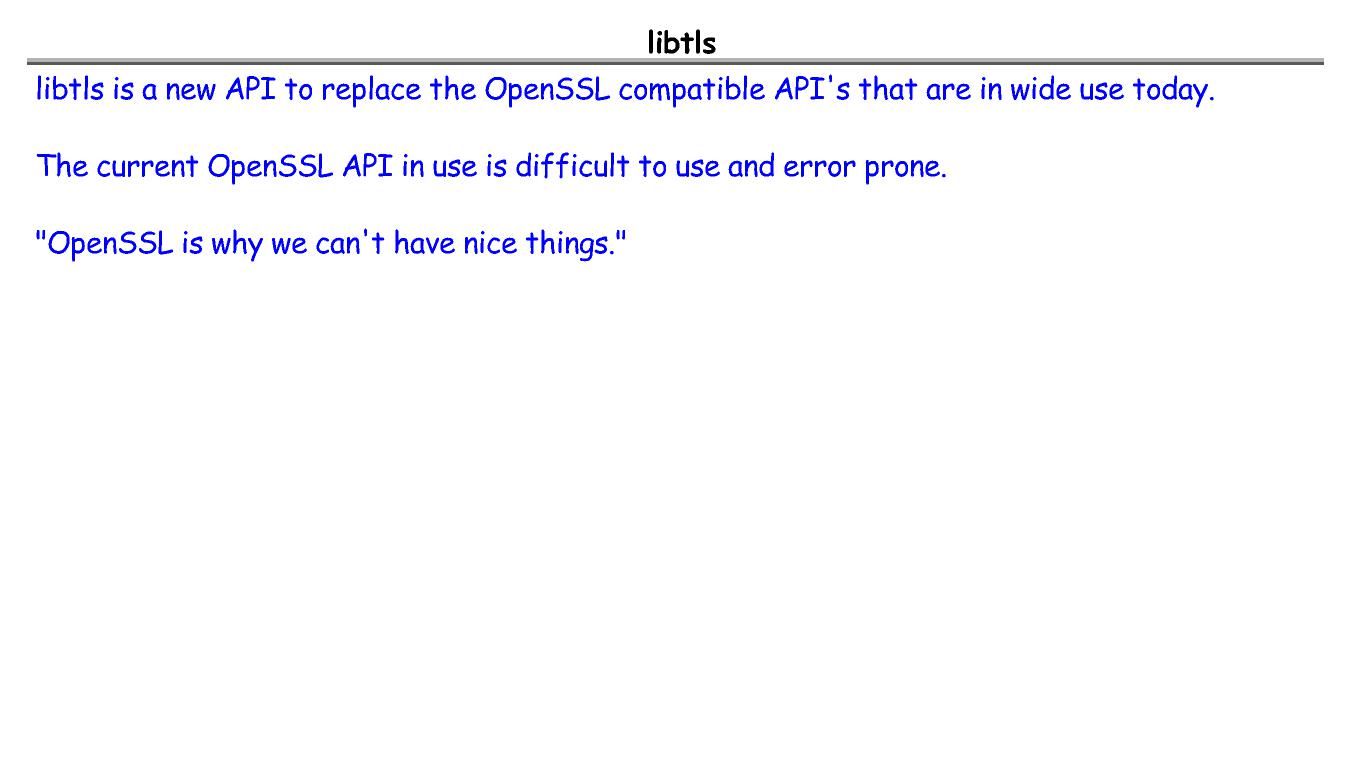 libtls
libtls is a new API to replace the OpenSSL compatible API's that are in wide use today.
The current OpenSSL API in use is difficult to use and error prone.
"OpenSSL is why we can't have nice things."